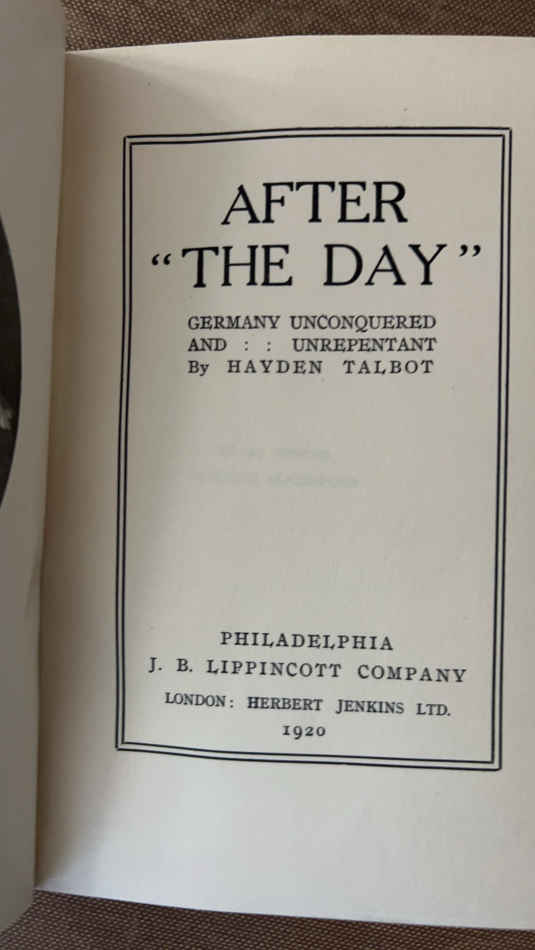 AFTER
“THE DAY”
GERMANY UNCONQUERED
AND : : UNREPENTANT
By HAYDEN TALBOT
PHILADELPHIA
J. B. LIPPINCOTT COMPANY
LONDON: HERBERT JENKINS LTD.
1920